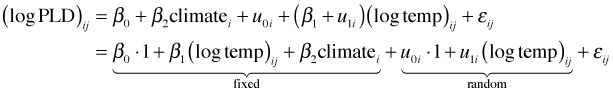 (log PLD)ij = β0 + β2climatei + u0i + (β1 + u1i)(log temp)ij + εij
= β0 · 1 + β1(log temp)ij + β2climatei + u0i · 1 + u1i(log temp)ij + εij
fixed random